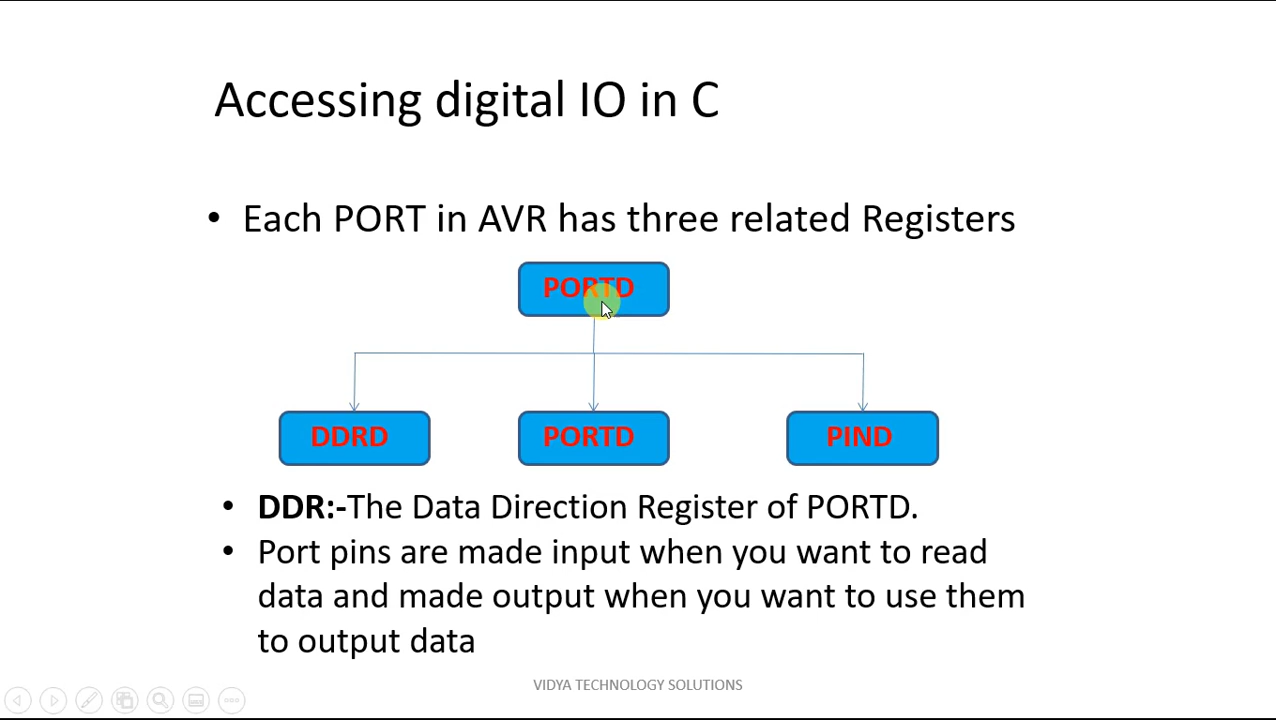 Accessing digital IO in C
• Each PORT in AVR has three related Registers
PORTD
DDRD PORTD PIND
• DDR:-The Data Direction Register of PORTD.
• Port pins are made input when you want to read
data and made output when you want to use them
to output data
VIDYA TECHNOLOGY SOLUTIONS